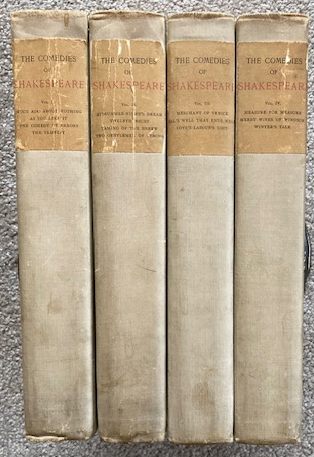 THE COMEDIES
OF
SHAKESPEARE
VOL. I.
MUCH ADO ABOUT NOTHING
AS YOU LIKE IT
THE COMEDY OF ERRORS
THE TEMPEST
THE COMEDIES
OF
SHAKESPEARE
VOL. II.
MIDSUMMER-NIGHT'S DREAM
TWELFTH NIGHT
TAMING OF THE SHREW
TWO GENTLEMEN OF VERONA
THE COMEDIES
OF
SHAKESPEARE
VOL. III.
MERCHANT OF VENICE
ALL'S WELL THAT ENDS WELL
LOVE'S LABOUR'S LOST
THE COMEDIES
OF
SHAKESPEARE
VOL. IV.
MEASURE FOR MEASURE
MERRY WIVES OF WINDSOR
WINTER'S TALE